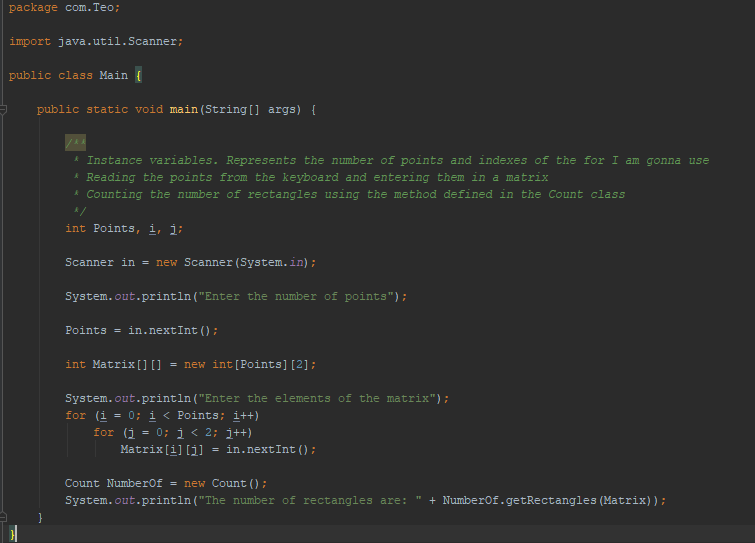 package com.Teo;
import java.util.Scanner;
public class Main {
public static void main(String[] args) {
/**
* Instance variables. Represents the number of points and indexes of the for I am gonna use
* Reading the points from the keyboard and entering them in a matrix
* Counting the number of rectangles using the method defined in the Count class
*/
int Points, i, j;
Scanner in = new Scanner(System.in);
System.out.println("Enter the number of points");
Points = in.nextInt();
int Matrix[][] = new int[Points][2];
System.out.println("Enter the elements of the matrix");
for (i = 0; i < Points; i++)
for (j = 0; j < 2; j++)
Matrix[i][j] = in.nextInt();
Count NumberOf = new Count();
System.out.println("The number of rectangles are: " + NumberOf.getRectangles(Matrix));
}
}